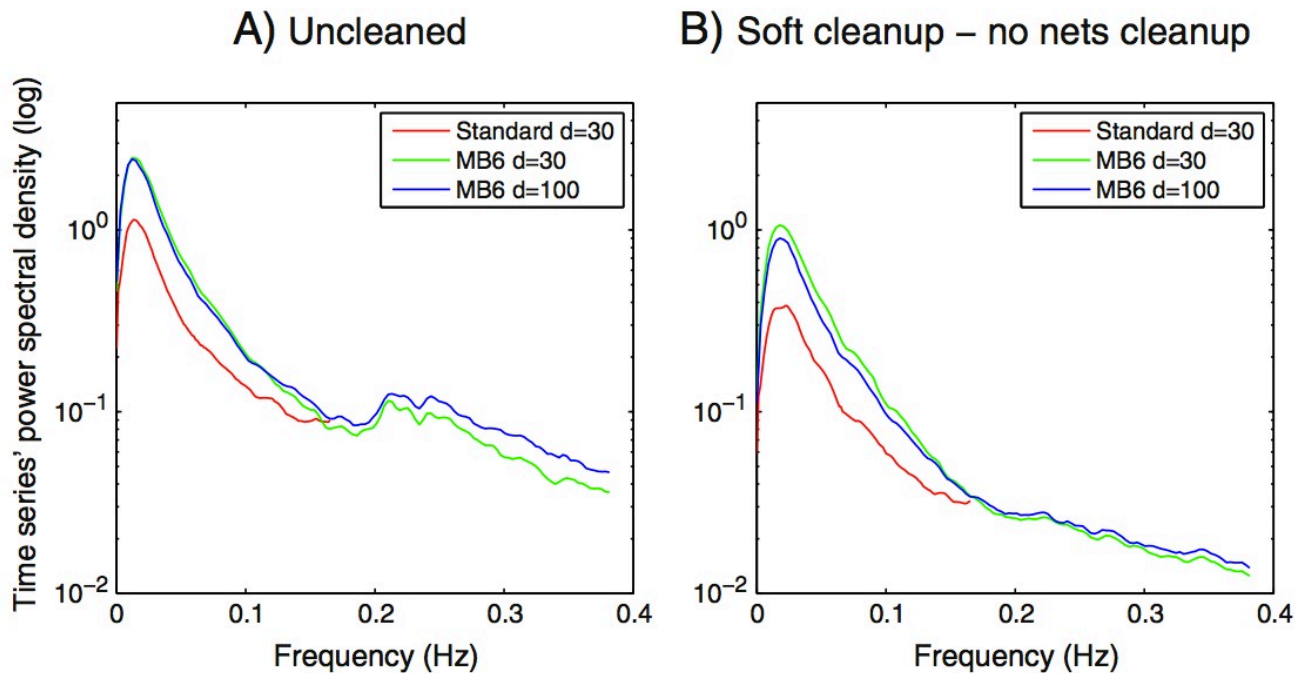 A) Uncleaned
B) Soft cleanup – no nets cleanup
Time series' power spectral density (log)
Standard d=30
MB6 d=30
MB6 d=100
10^0
10^-1
10^-2
0
0.1
0.2
0.3
0.4
Frequency (Hz)
Standard d=30
MB6 d=30
MB6 d=100
10^0
10^-1
10^-2
0
0.1
0.2
0.3
0.4
Frequency (Hz)